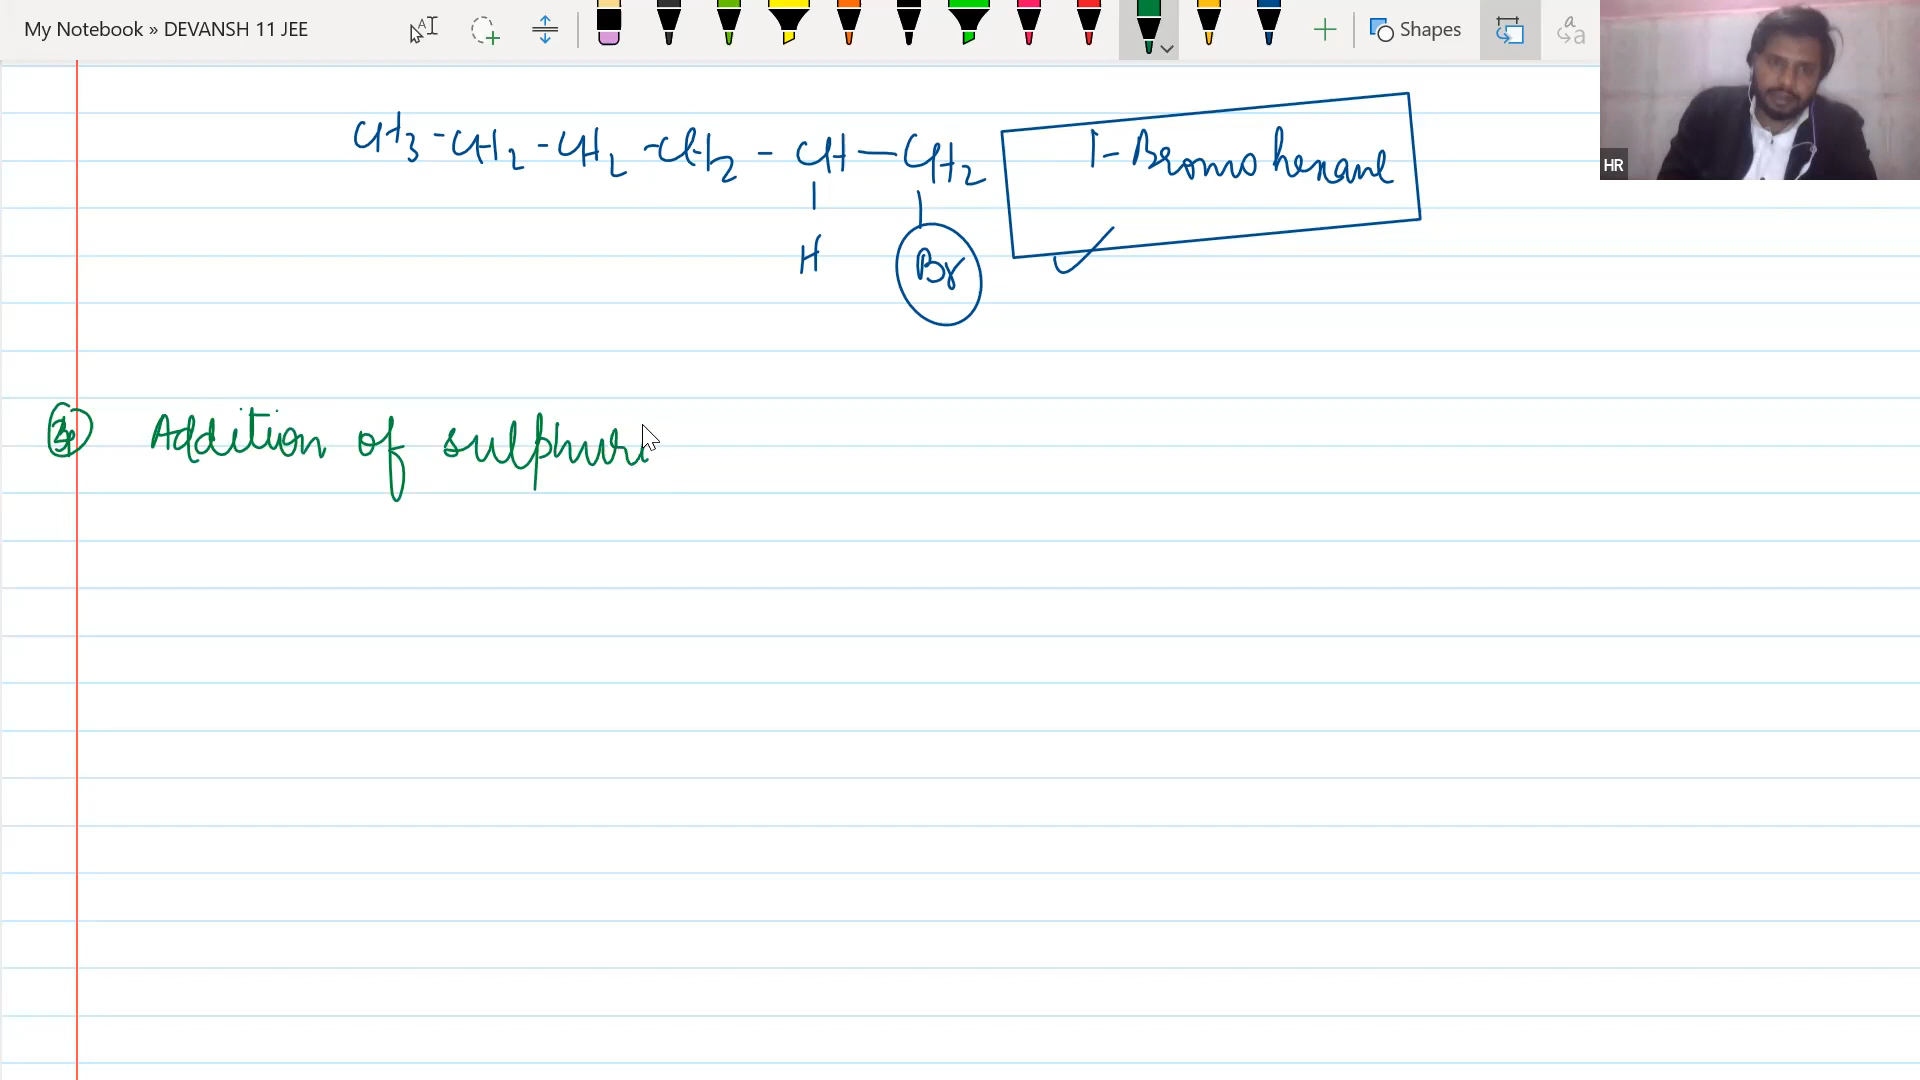 My Notebook » DEVANSH 11 JEE
Shapes
HR
CH3 - CH2 - CH2 - CH2 - CH — CH2
1 - Bromo hexane
H
Br
Addition of sulphuri